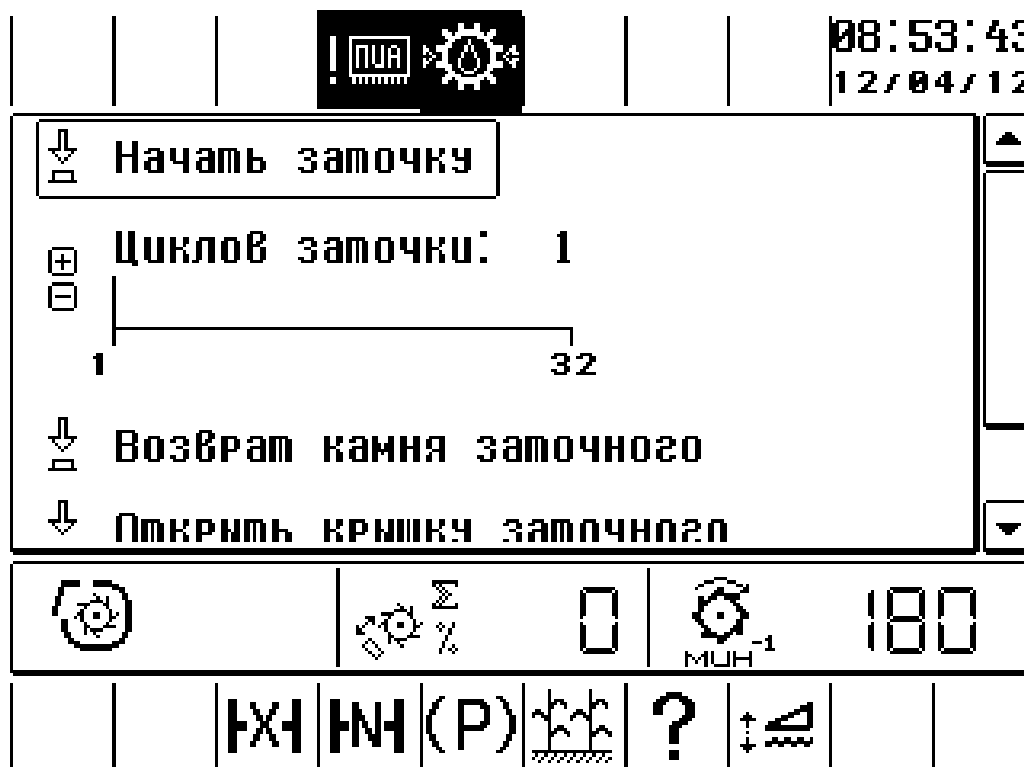 ! ПИА
08:53:43
12/04/12
Начать заточку
Циклов заточки: 1
1 32
Возврат камня заточного
Открыть крышку заточного
Σ
% 0
мин⁻¹ 180
X N (P) ?